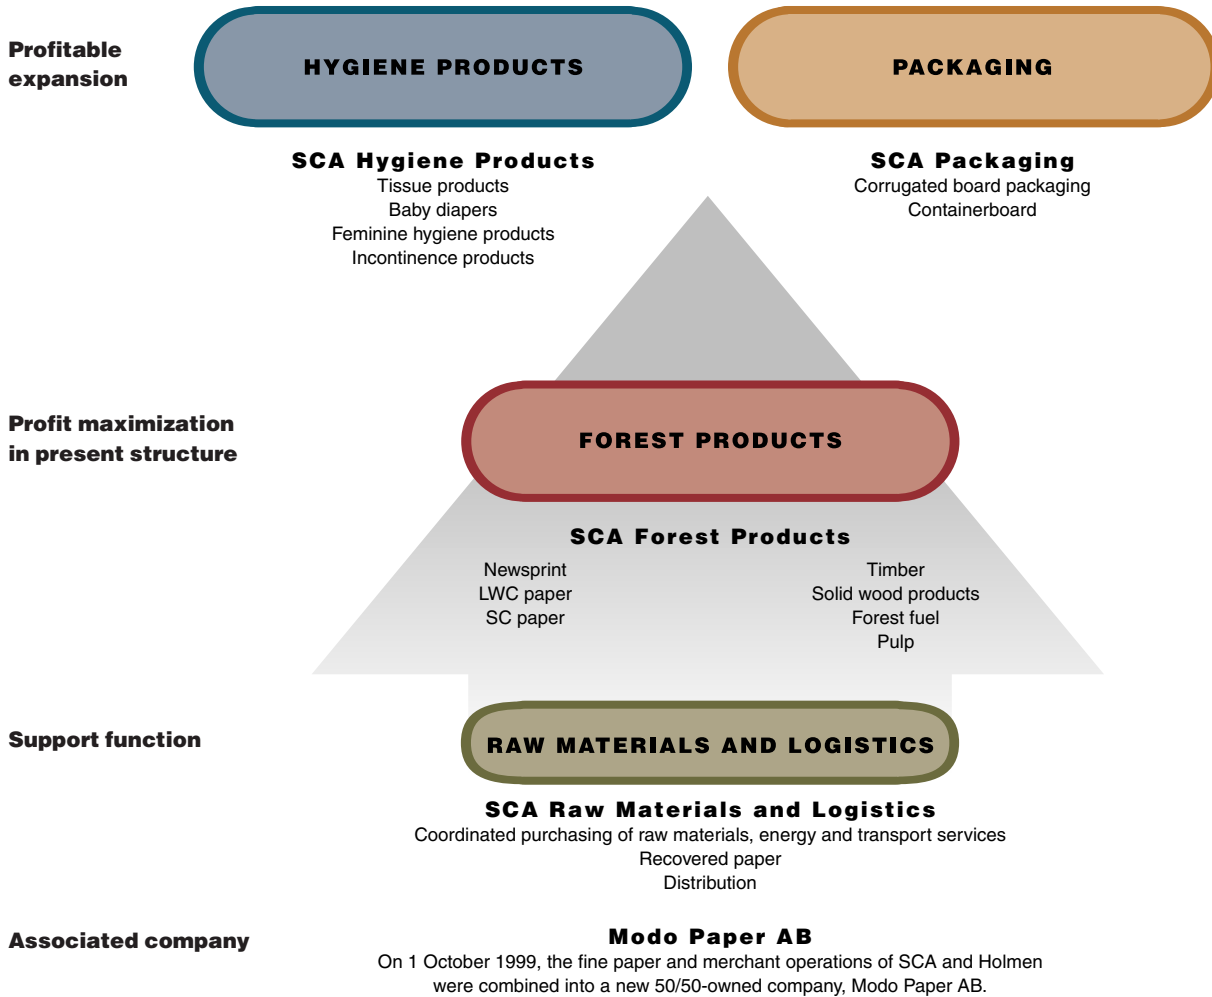 Profitable
expansion
HYGIENE PRODUCTS
PACKAGING
SCA Hygiene Products
Tissue products
Baby diapers
Feminine hygiene products
Incontinence products
SCA Packaging
Corrugated board packaging
Containerboard
Profit maximization
in present structure
FOREST PRODUCTS
SCA Forest Products
Newsprint
LWC paper
SC paper
Timber
Solid wood products
Forest fuel
Pulp
Support function
RAW MATERIALS AND LOGISTICS
SCA Raw Materials and Logistics
Coordinated purchasing of raw materials, energy and transport services
Recovered paper
Distribution
Associated company
Modo Paper AB
On 1 October 1999, the fine paper and merchant operations of SCA and Holmen
were combined into a new 50/50-owned company, Modo Paper AB.